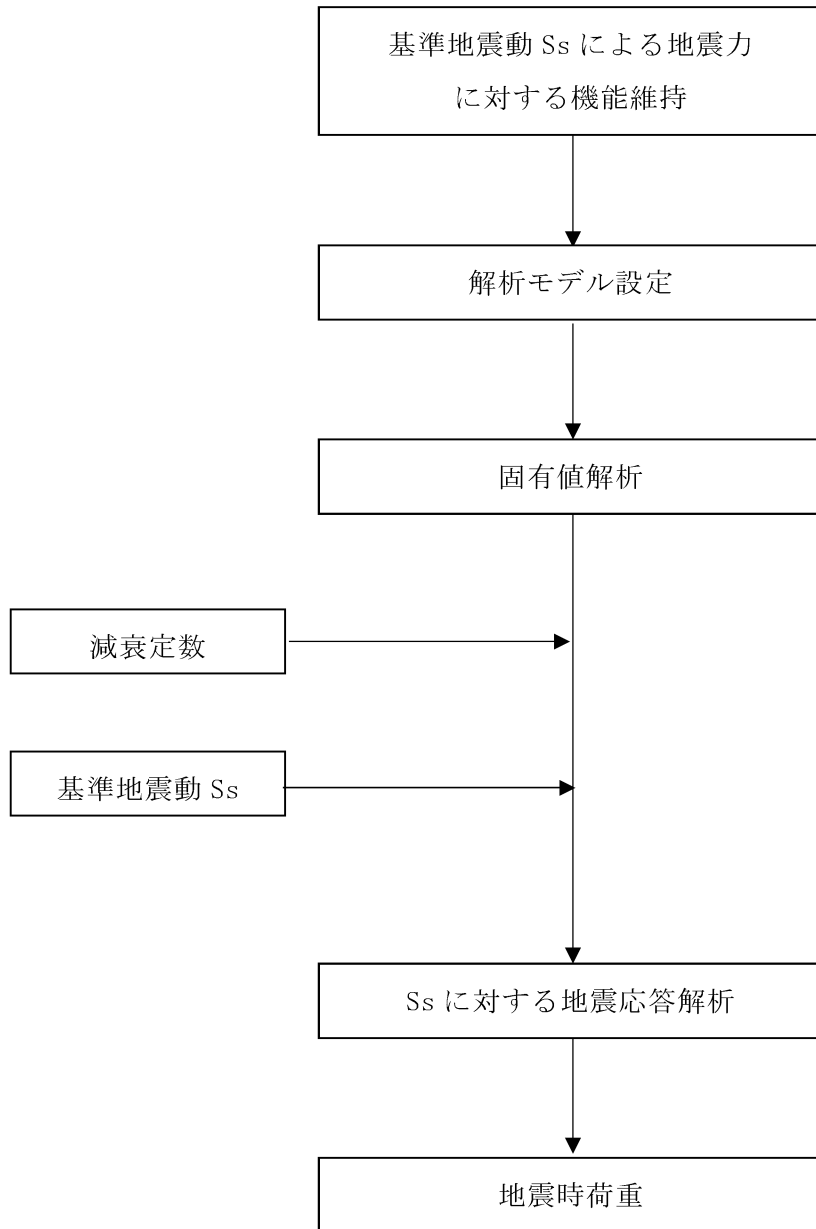 基準地震動 Ss による地震力
に対する機能維持
解析モデル設定
固有値解析
減衰定数
基準地震動 Ss
Ss に対する地震応答解析
地震時荷重